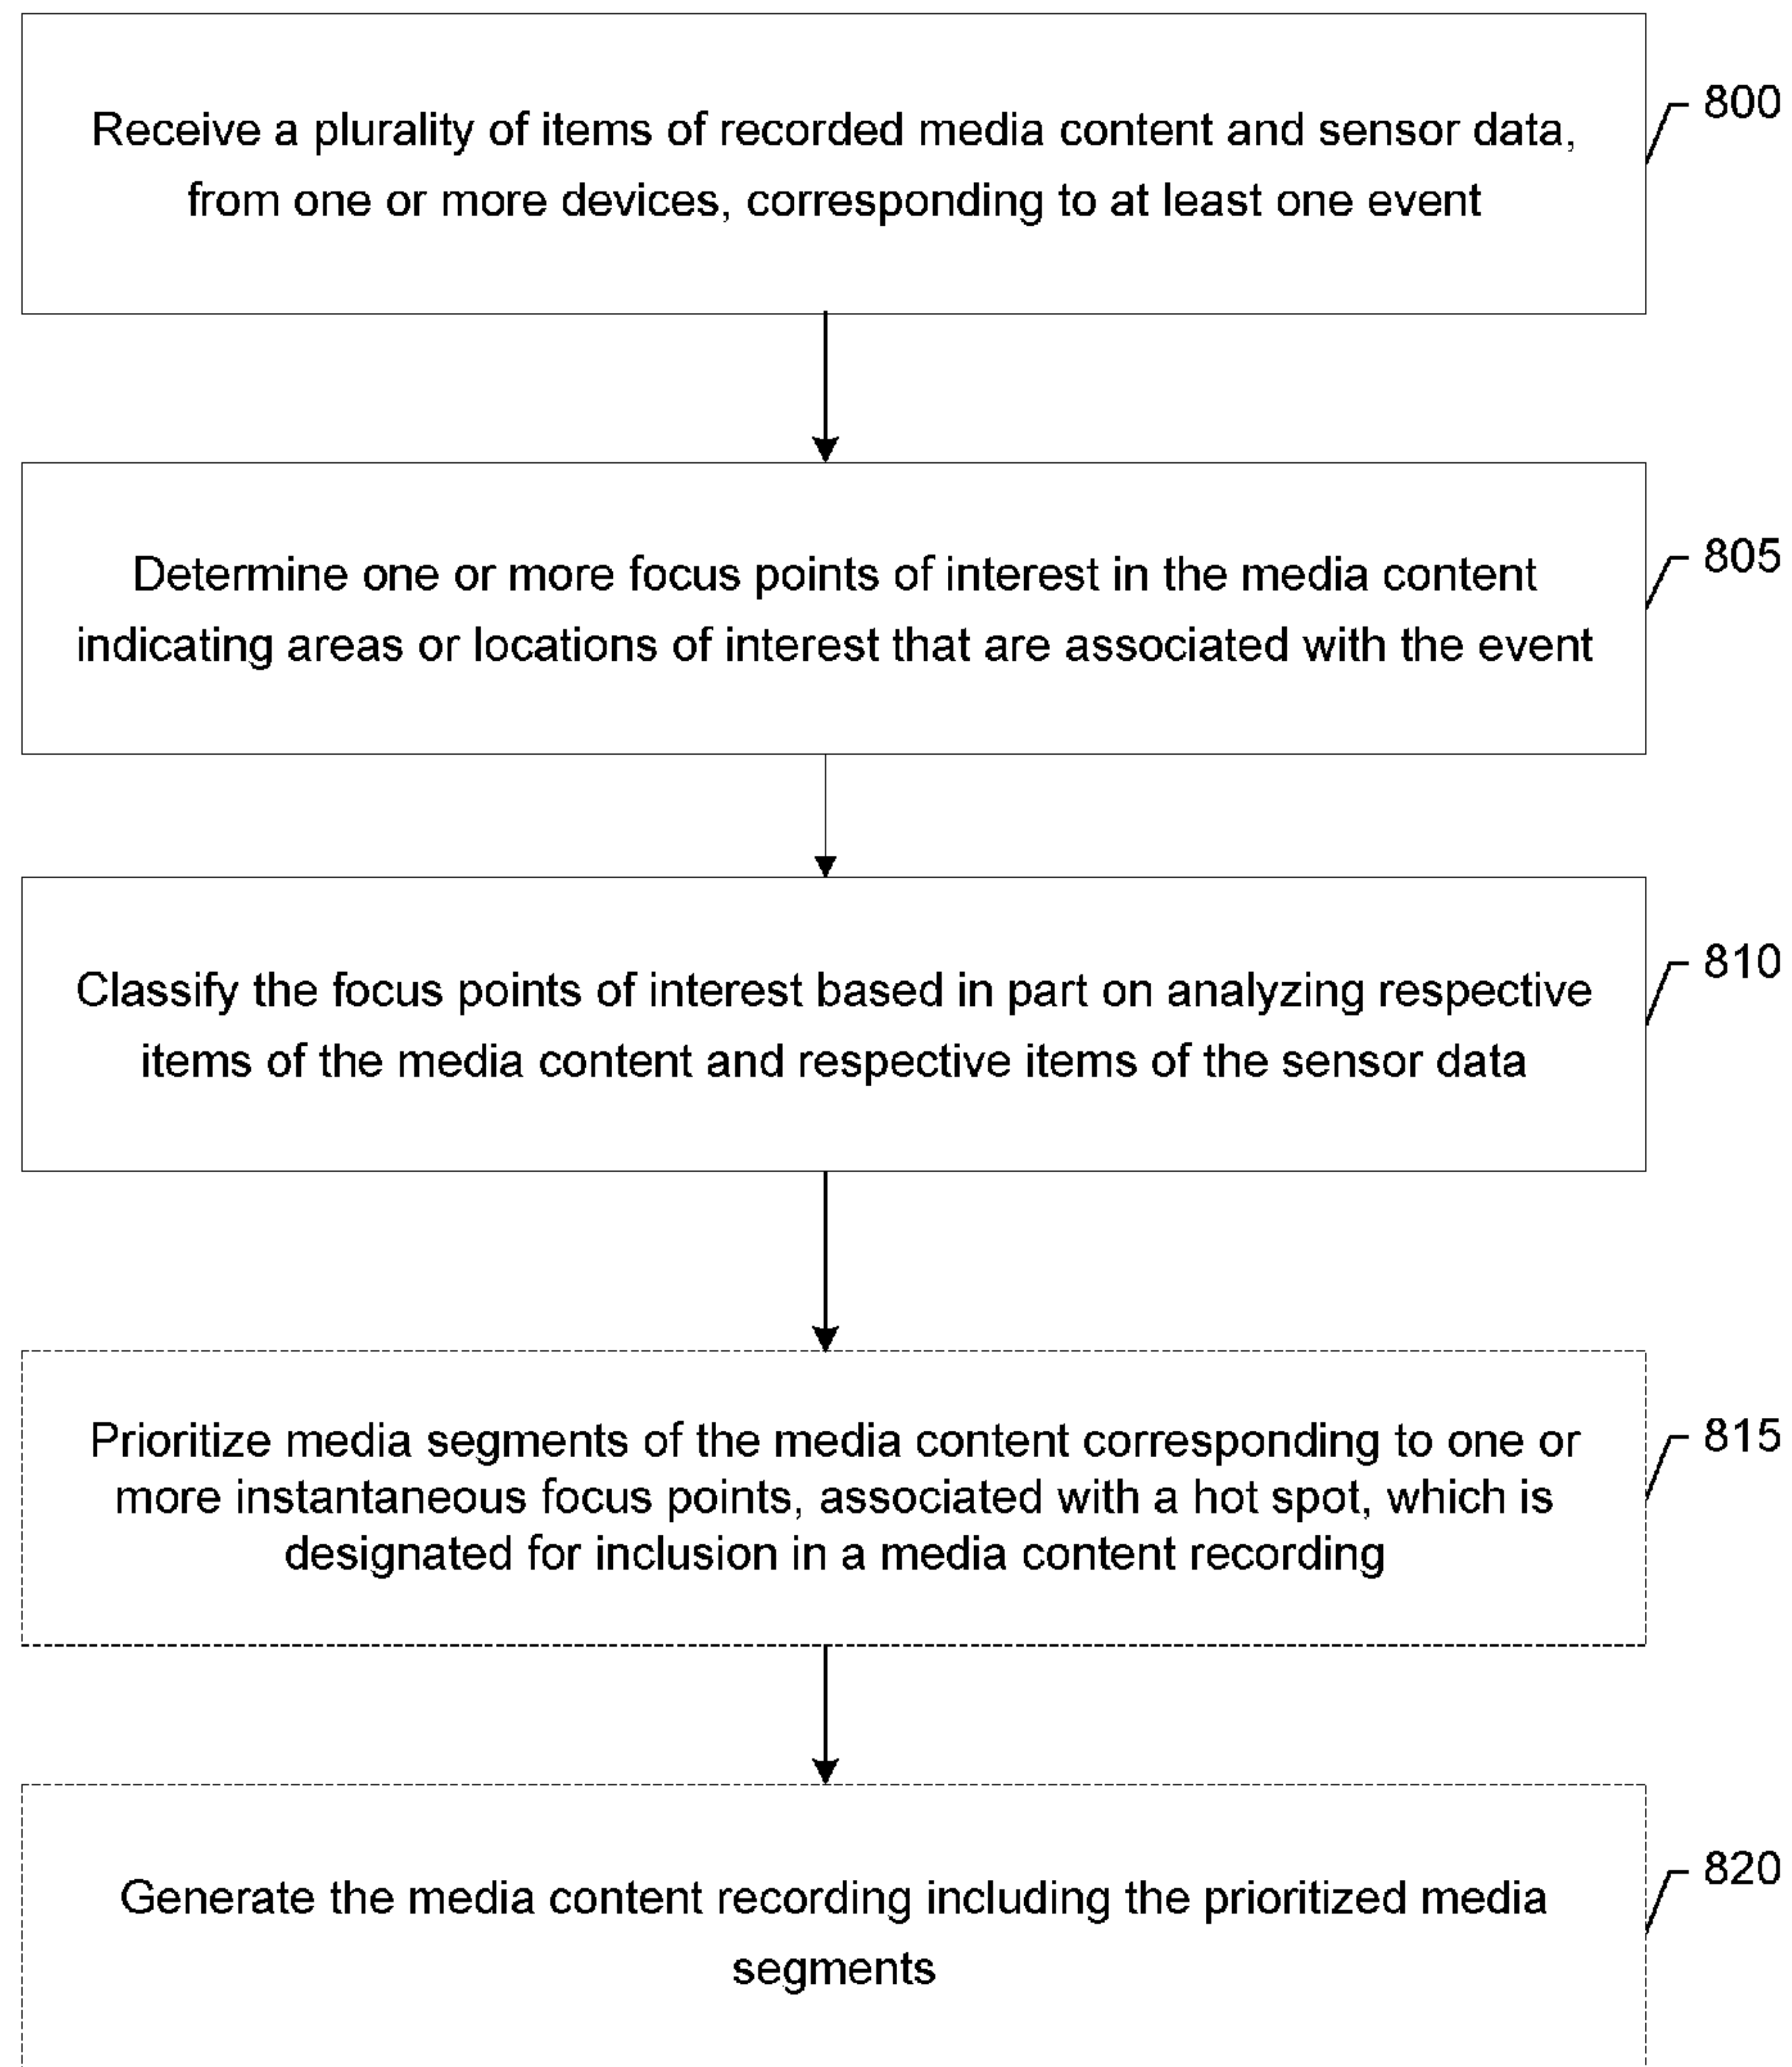 Receive a plurality of items of recorded media content and sensor data,
from one or more devices, corresponding to at least one event
800
Determine one or more focus points of interest in the media content
indicating areas or locations of interest that are associated with the event
805
Classify the focus points of interest based in part on analyzing respective
items of the media content and respective items of the sensor data
810
Prioritize media segments of the media content corresponding to one or
more instantaneous focus points, associated with a hot spot, which is
designated for inclusion in a media content recording
815
Generate the media content recording including the prioritized media
segments
820